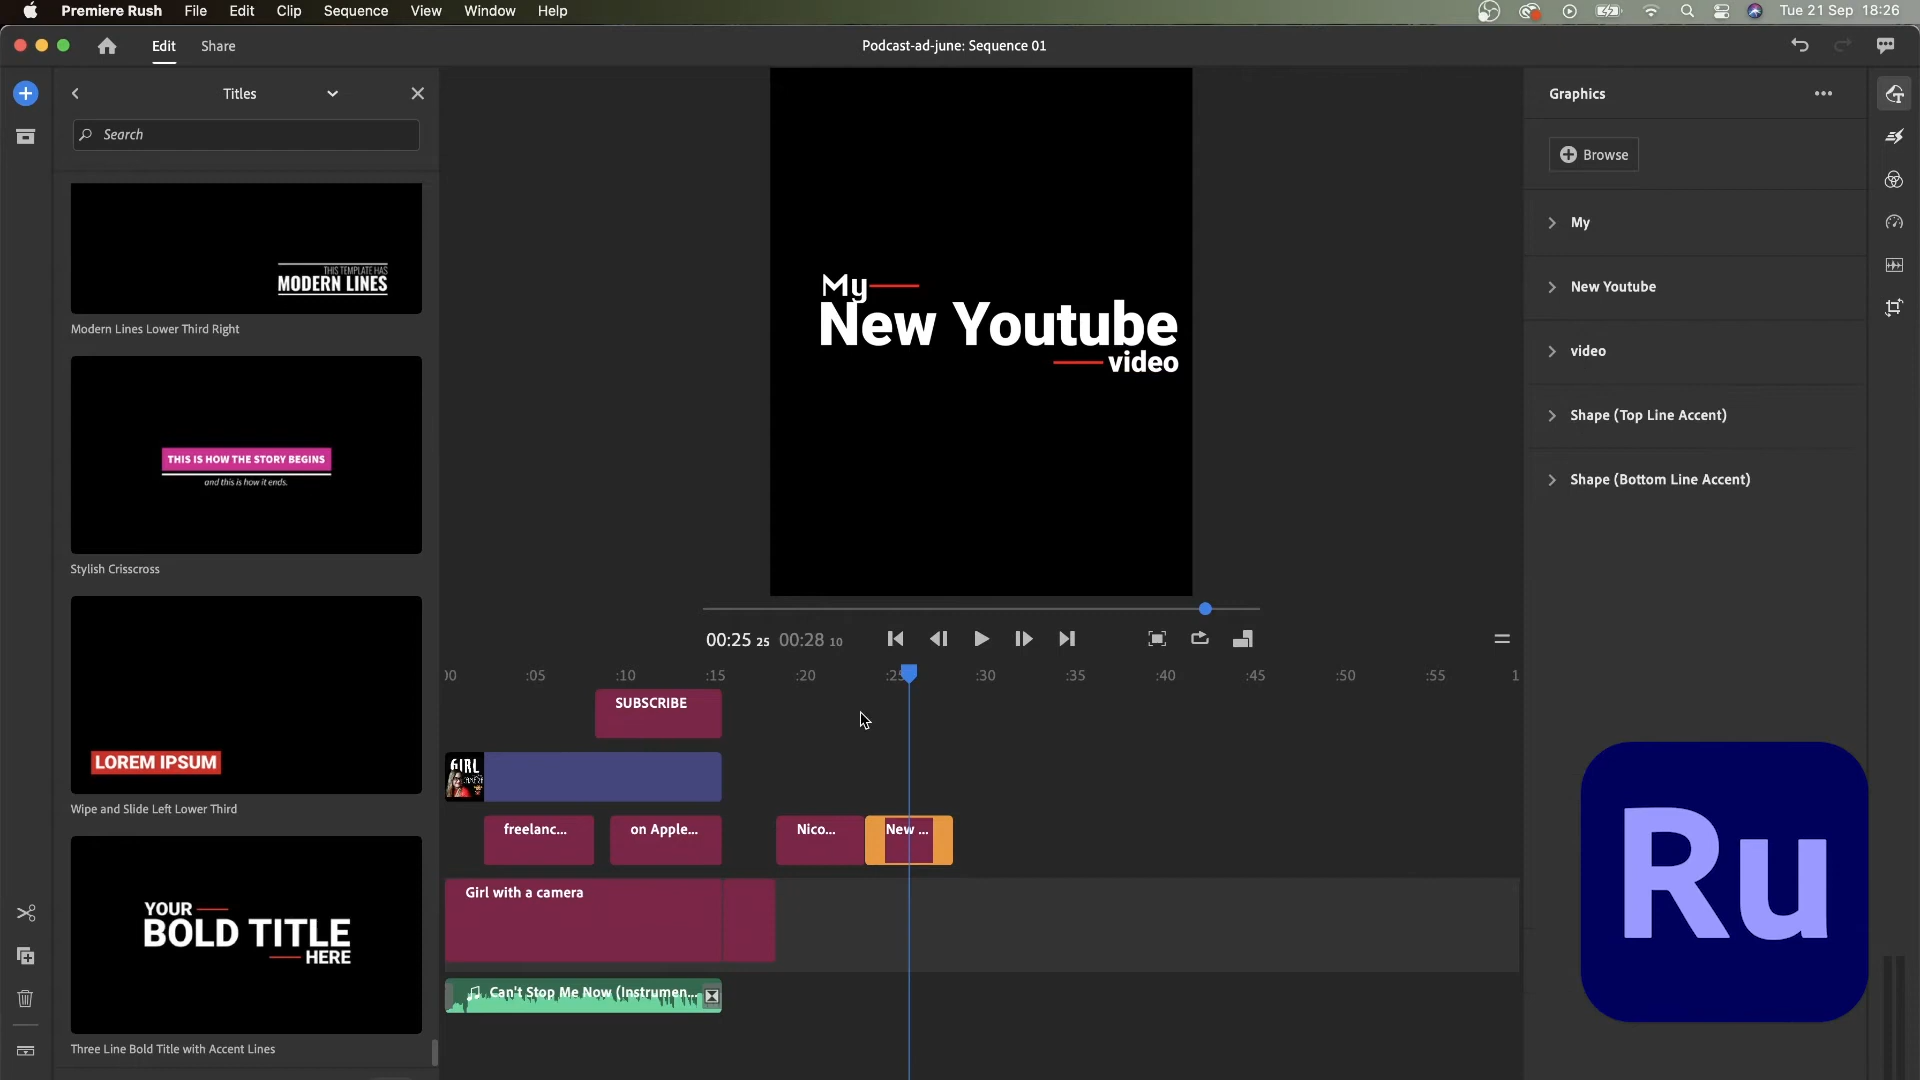 Premiere Rush File Edit Clip Sequence View Window Help
Tue 21 Sep 18:26
Edit Share
Podcast-ad-june: Sequence 01
Titles
Search
THIS TEMPLATE HAS
MODERN LINES
Modern Lines Lower Third Right
THIS IS HOW THE STORY BEGINS
and this is how it ends.
Stylish Crisscross
LOREM IPSUM
Wipe and Slide Left Lower Third
YOUR
BOLD TITLE
HERE
Three Line Bold Title with Accent Lines
My
New Youtube
video
00:25 25 00:28 10
00 :05 :10 :15 :20 :25 :30 :35 :40 :45 :50 :55 1
SUBSCRIBE
GIRL
freelanc... on Apple... Nico... New ...
Girl with a camera
Can't Stop Me Now (Instrumen...
Graphics
Browse
My
New Youtube
video
Shape (Top Line Accent)
Shape (Bottom Line Accent)
Ru